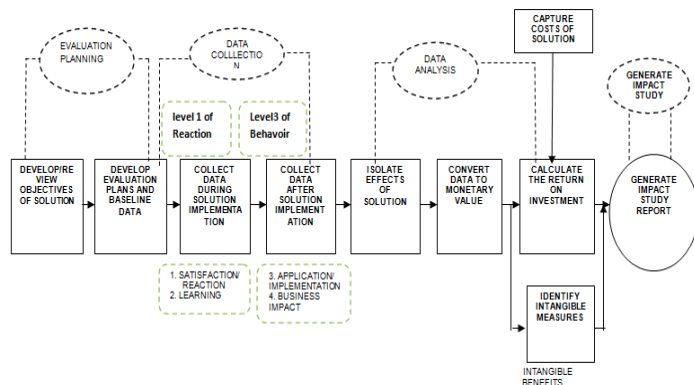 CAPTURE
COSTS OF
SOLUTION
EVALUATION
PLANNING
DATA
COLLLECTIO
N
DATA
ANALYSIS
GENERATE
IMPACT
STUDY
level 1 of
Reaction
Level3 of
Behavoir
DEVELOP/RE
VIEW
OBJECTIVES
OF SOLUTION
DEVELOP
EVALUATION
PLANS AND
BASELINE
DATA
COLLECT
DATA
DURING
SOLUTION
IMPLEMENTA
TION
COLLECT
DATA
AFTER
SOLUTION
IMPLEMENT
ATION
ISOLATE
EFFECTS
OF
SOLUTION
CONVERT
DATA TO
MONETARY
VALUE
CALCULATE
THE RETURN
ON
INVESTMENT
GENERATE
IMPACT
STUDY
REPORT
1. SATISFACTION/
REACTION
2. LEARNING
3. APPLICATION/
IMPLEMENTATION
4. BUSINESS
IMPACT
IDENTIFY
INTANGIBLE
MEASURES
INTANGIBLE
BENEFITS